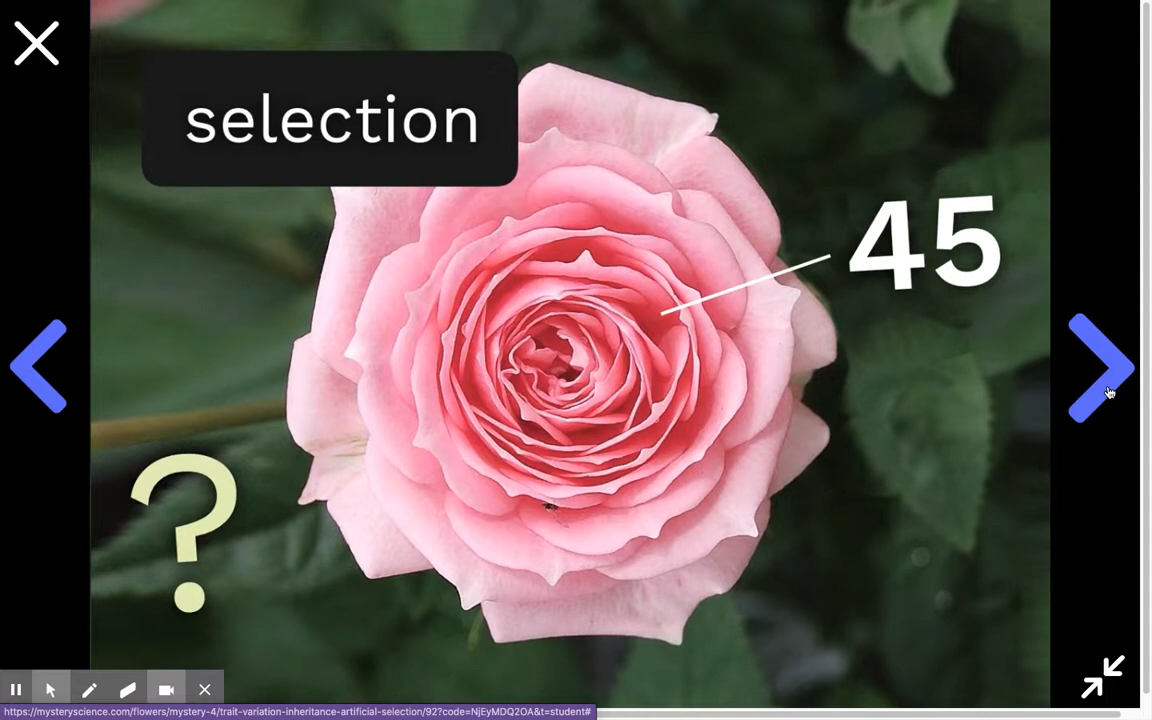 selection
45
?
https://mysteryscience.com/flowers/mystery-4/trait-variation-inheritance-artificial-selection/92?code=NjEyMDQ2OA&t=student#